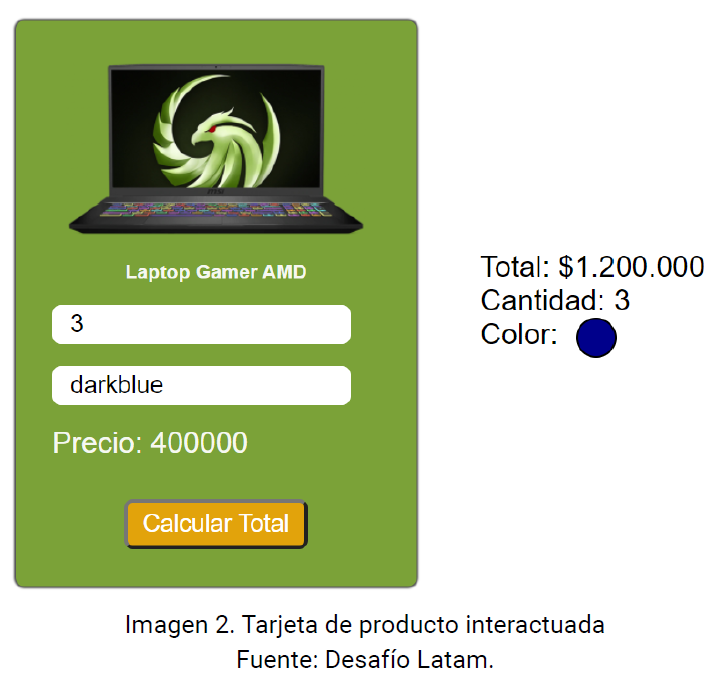 Laptop Gamer AMD
3
darkblue
Precio: 400000
Calcular Total
Total: $1.200.000
Cantidad: 3
Color:
Imagen 2. Tarjeta de producto interactuada
Fuente: Desafío Latam.